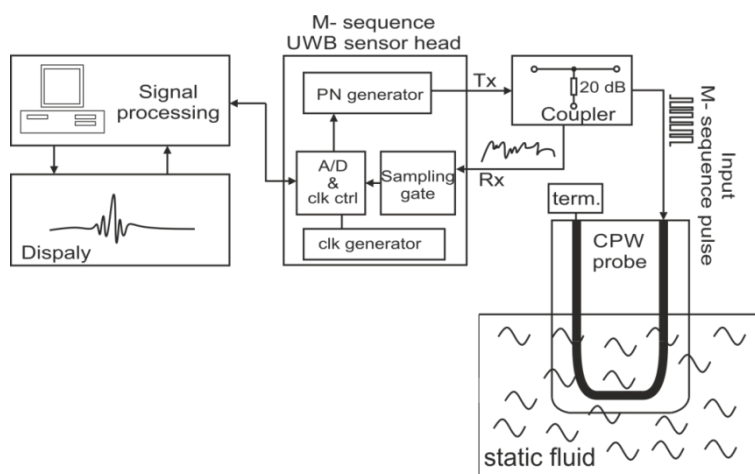 M- sequence
UWB sensor head
Signal
processing
PN generator
Tx
20 dB
Coupler
A/D
&
clk ctrl
Sampling
gate
Rx
clk generator
Dispaly
Input
M- sequence pulse
term.
CPW
probe
static fluid